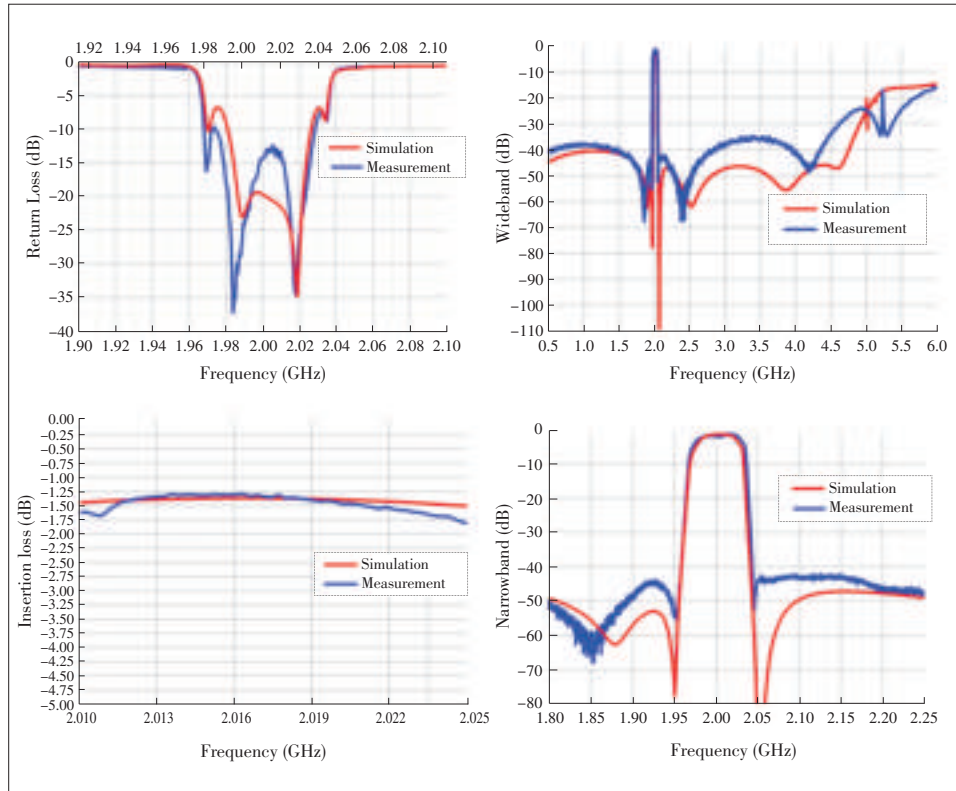 1.92 1.94 1.96 1.98 2.00 2.02 2.04 2.06 2.08 2.10
0
−5
−10
−15
−20
−25
−30
−35
−40
Return Loss (dB)
Simulation
Measurement
1.90 1.92 1.94 1.96 1.98 2.00 2.02 2.04 2.06 2.08 2.10
Frequency (GHz)
0
−10
−20
−30
−40
−50
−60
−70
−80
−90
−100
−110
Wideband (dB)
Simulation
Measurement
0.5 1.0 1.5 2.0 2.5 3.0 3.5 4.0 4.5 5.0 5.5 6.0
Frequency (GHz)
0.00
−0.25
−0.50
−0.75
−1.00
−1.25
−1.50
−1.75
−2.00
−2.25
−2.50
−2.75
−3.00
−3.25
−3.50
−3.75
−4.00
−4.25
−4.50
−4.75
−5.00
Insertion loss (dB)
Simulation
Measurement
2.010 2.013 2.016 2.019 2.022 2.025
Frequency (GHz)
0
−10
−20
−30
−40
−50
−60
−70
−80
Narrowband (dB)
Simulation
Measurement
1.80 1.85 1.90 1.95 2.00 2.05 2.10 2.15 2.20 2.25
Frequency (GHz)